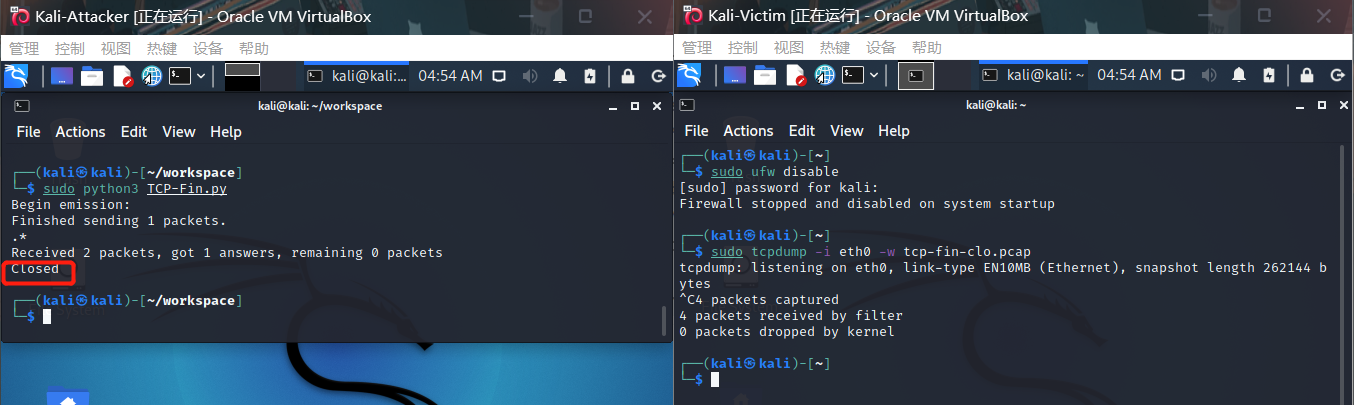 Kali-Attacker [正在运行] - Oracle VM VirtualBox
管理 控制 视图 热键 设备 帮助
kali@kali:... 04:54 AM
kali@kali: ~/workspace
File Actions Edit View Help
┌──(kali㉿kali)-[~/workspace]
└─$ sudo python3 TCP-Fin.py
Begin emission:
Finished sending 1 packets.
.*
Received 2 packets, got 1 answers, remaining 0 packets
Closed
┌──(kali㉿kali)-[~/workspace]
└─$
Kali-Victim [正在运行] - Oracle VM VirtualBox
管理 控制 视图 热键 设备 帮助
kali@kali: ~ 04:54 AM
kali@kali: ~
File Actions Edit View Help
┌──(kali㉿kali)-[~]
└─$ sudo ufw disable
[sudo] password for kali:
Firewall stopped and disabled on system startup
┌──(kali㉿kali)-[~]
└─$ sudo tcpdump -i eth0 -w tcp-fin-clo.pcap
tcpdump: listening on eth0, link-type EN10MB (Ethernet), snapshot length 262144 b
ytes
^C4 packets captured
4 packets received by filter
0 packets dropped by kernel
┌──(kali㉿kali)-[~]
└─$